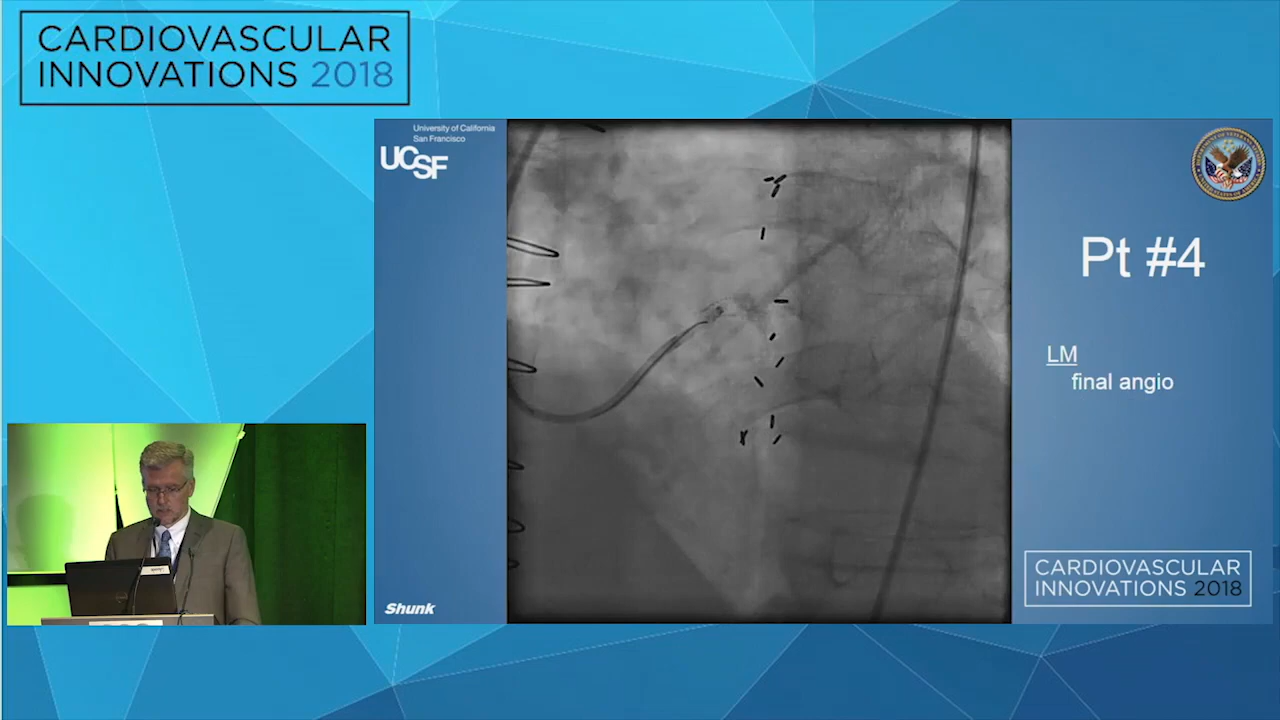 CARDIOVASCULAR
INNOVATIONS 2018
University of California
San Francisco
UCSF
Pt #4
LM
final angio
Shunk
CARDIOVASCULAR
INNOVATIONS 2018